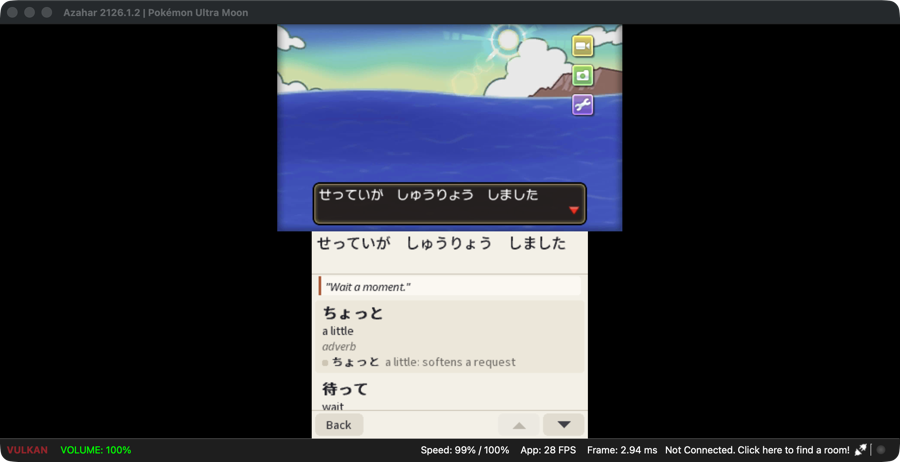 Azahar 2126.1.2 | Pokémon Ultra Moon
せっていが　しゅうりょう　しました
せっていが　しゅうりょう　しました
"Wait a moment."
ちょっと
a little
adverb
ちょっと a little: softens a request
待って
wait
Back
VULKAN VOLUME: 100% Speed: 99% / 100% App: 28 FPS Frame: 2.94 ms Not Connected. Click here to find a room!